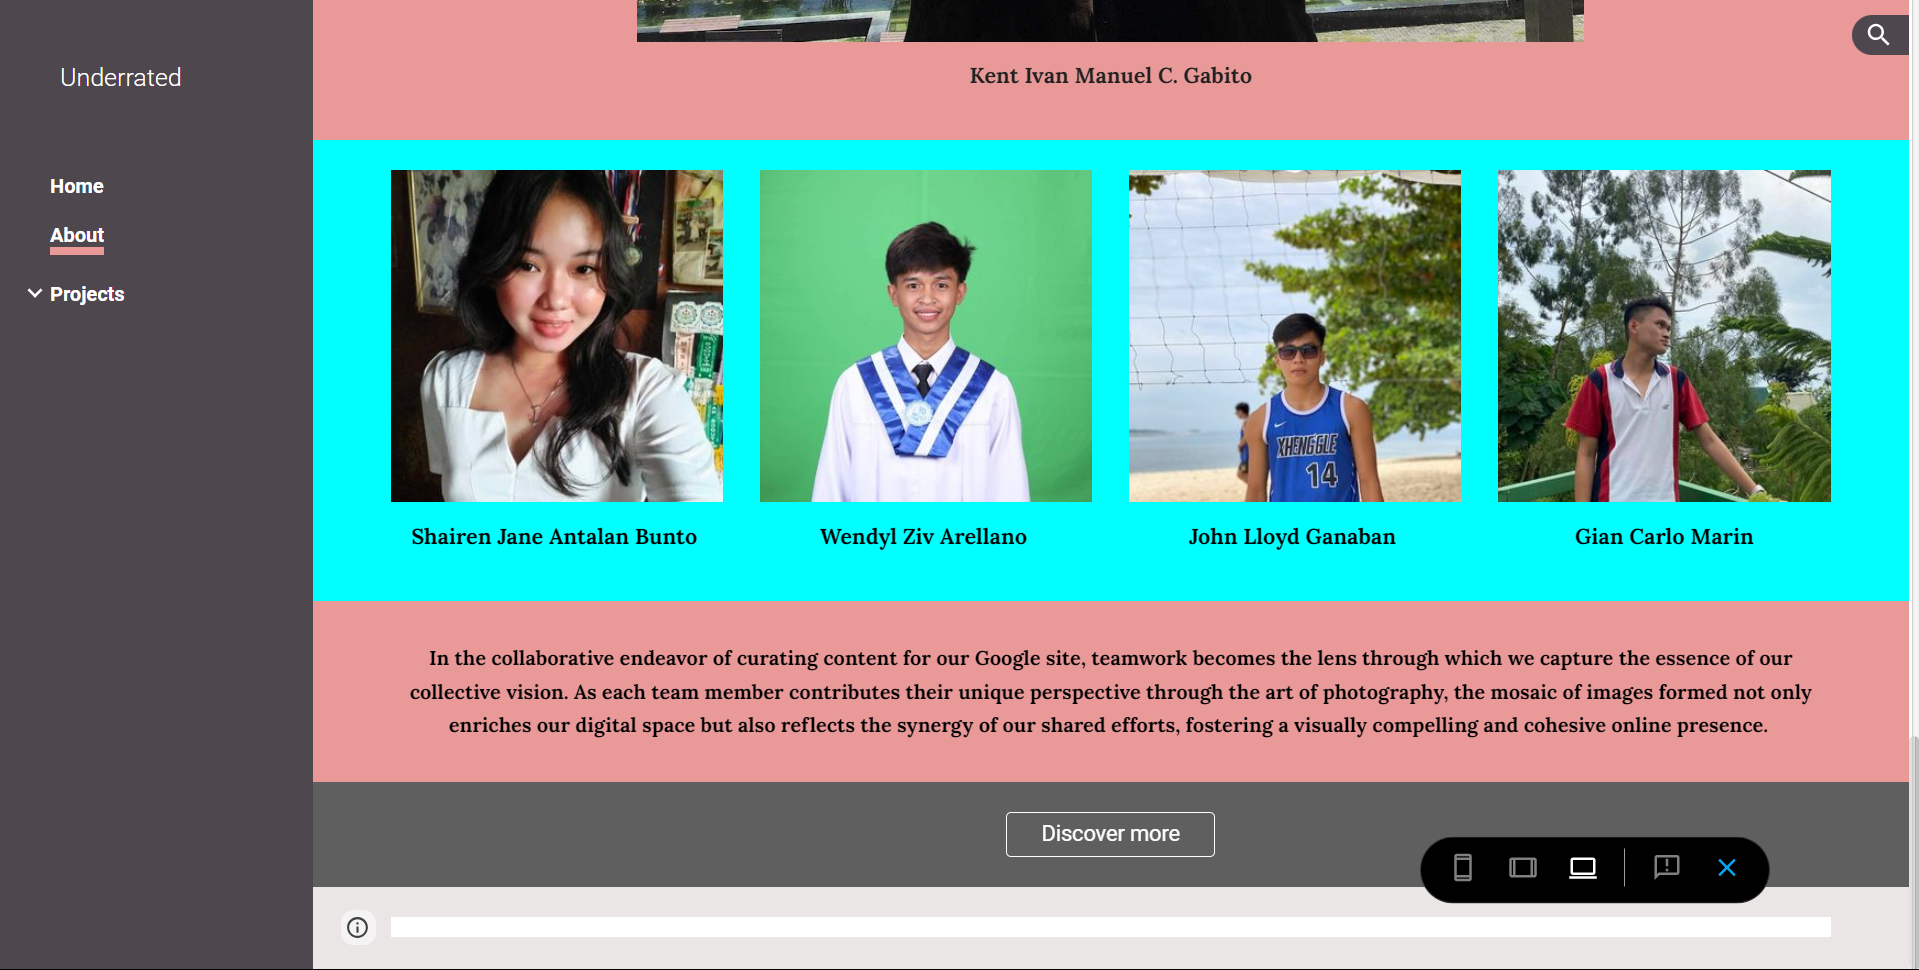 Underrated
Home
About
Projects
Kent Ivan Manuel C. Gabito
XHENGGLE
14
Shairen Jane Antalan Bunto
Wendyl Ziv Arellano
John Lloyd Ganaban
Gian Carlo Marin
In the collaborative endeavor of curating content for our Google site, teamwork becomes the lens through which we capture the essence of our
collective vision. As each team member contributes their unique perspective through the art of photography, the mosaic of images formed not only
enriches our digital space but also reflects the synergy of our shared efforts, fostering a visually compelling and cohesive online presence.
Discover more